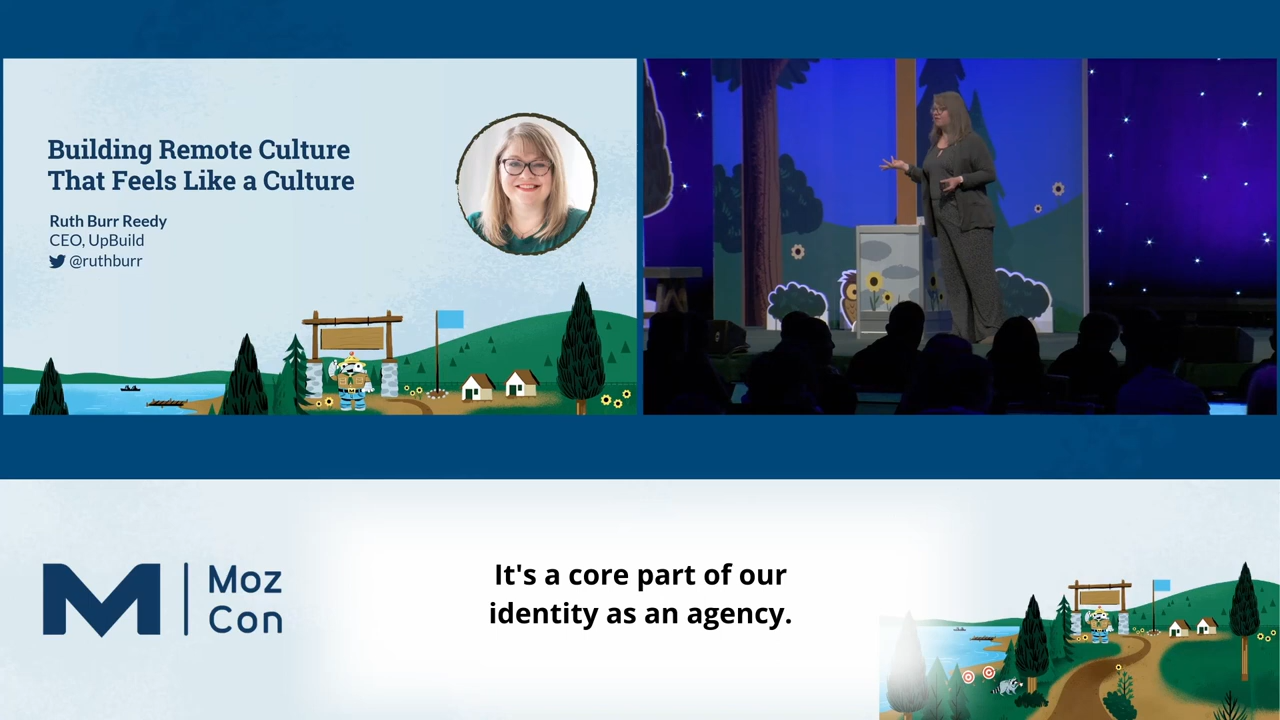 Building Remote Culture
That Feels Like a Culture
Ruth Burr Reedy
CEO, UpBuild
@ruthburr
It's a core part of our
identity as an agency.
M
Moz
Con